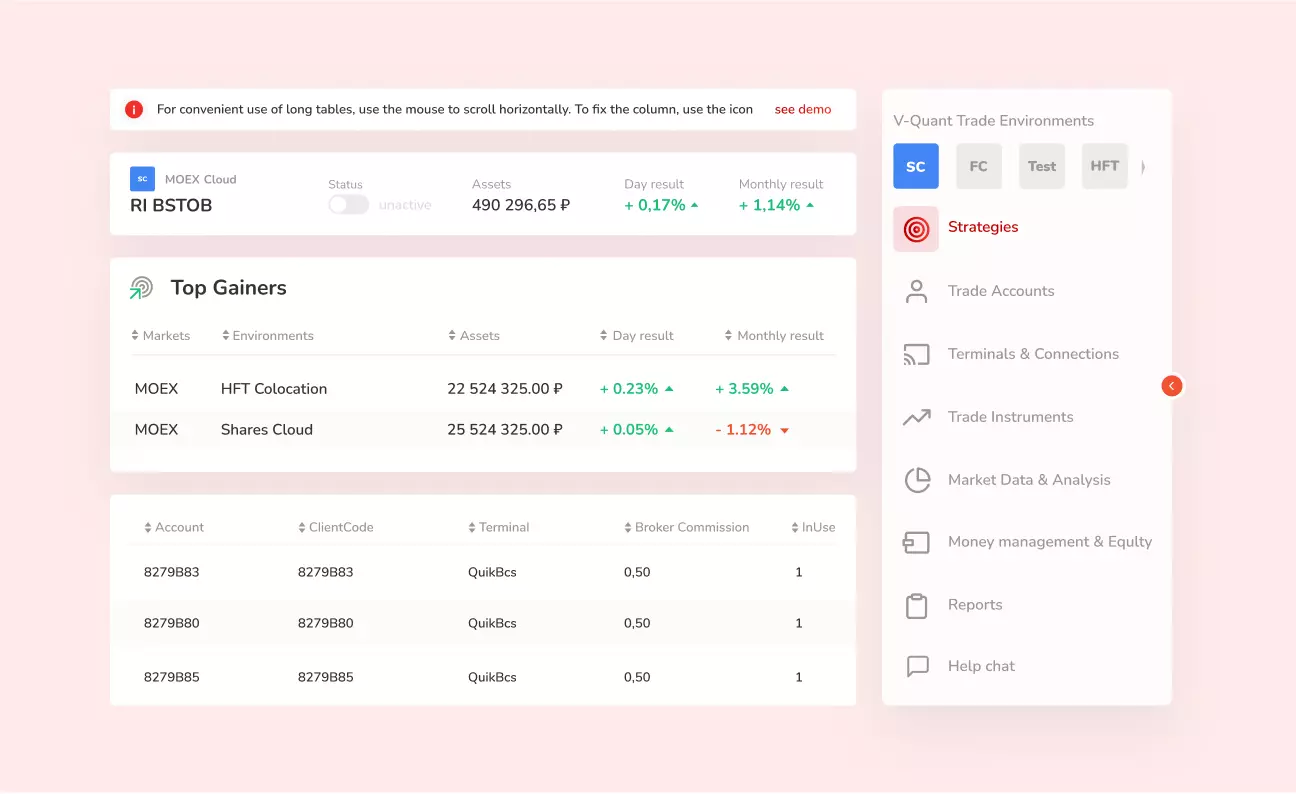 For convenient use of long tables, use the mouse to scroll horizontally. To fix the column, use the icon see demo
SC MOEX Cloud
RI BSTOB
Status
unactive
Assets
490 296,65 ₽
Day result
+ 0,17%
Monthly result
+ 1,14%
Top Gainers
Markets Environments Assets Day result Monthly result
MOEX HFT Colocation 22 524 325.00 ₽ + 0.23% + 3.59%
MOEX Shares Cloud 25 524 325.00 ₽ + 0.05% - 1.12%
Account ClientCode Terminal Broker Commission InUse
8279B83 8279B83 QuikBcs 0,50 1
8279B80 8279B80 QuikBcs 0,50 1
8279B85 8279B85 QuikBcs 0,50 1
V-Quant Trade Environments
SC FC Test HFT
Strategies
Trade Accounts
Terminals & Connections
Trade Instruments
Market Data & Analysis
Money management & Equlty
Reports
Help chat